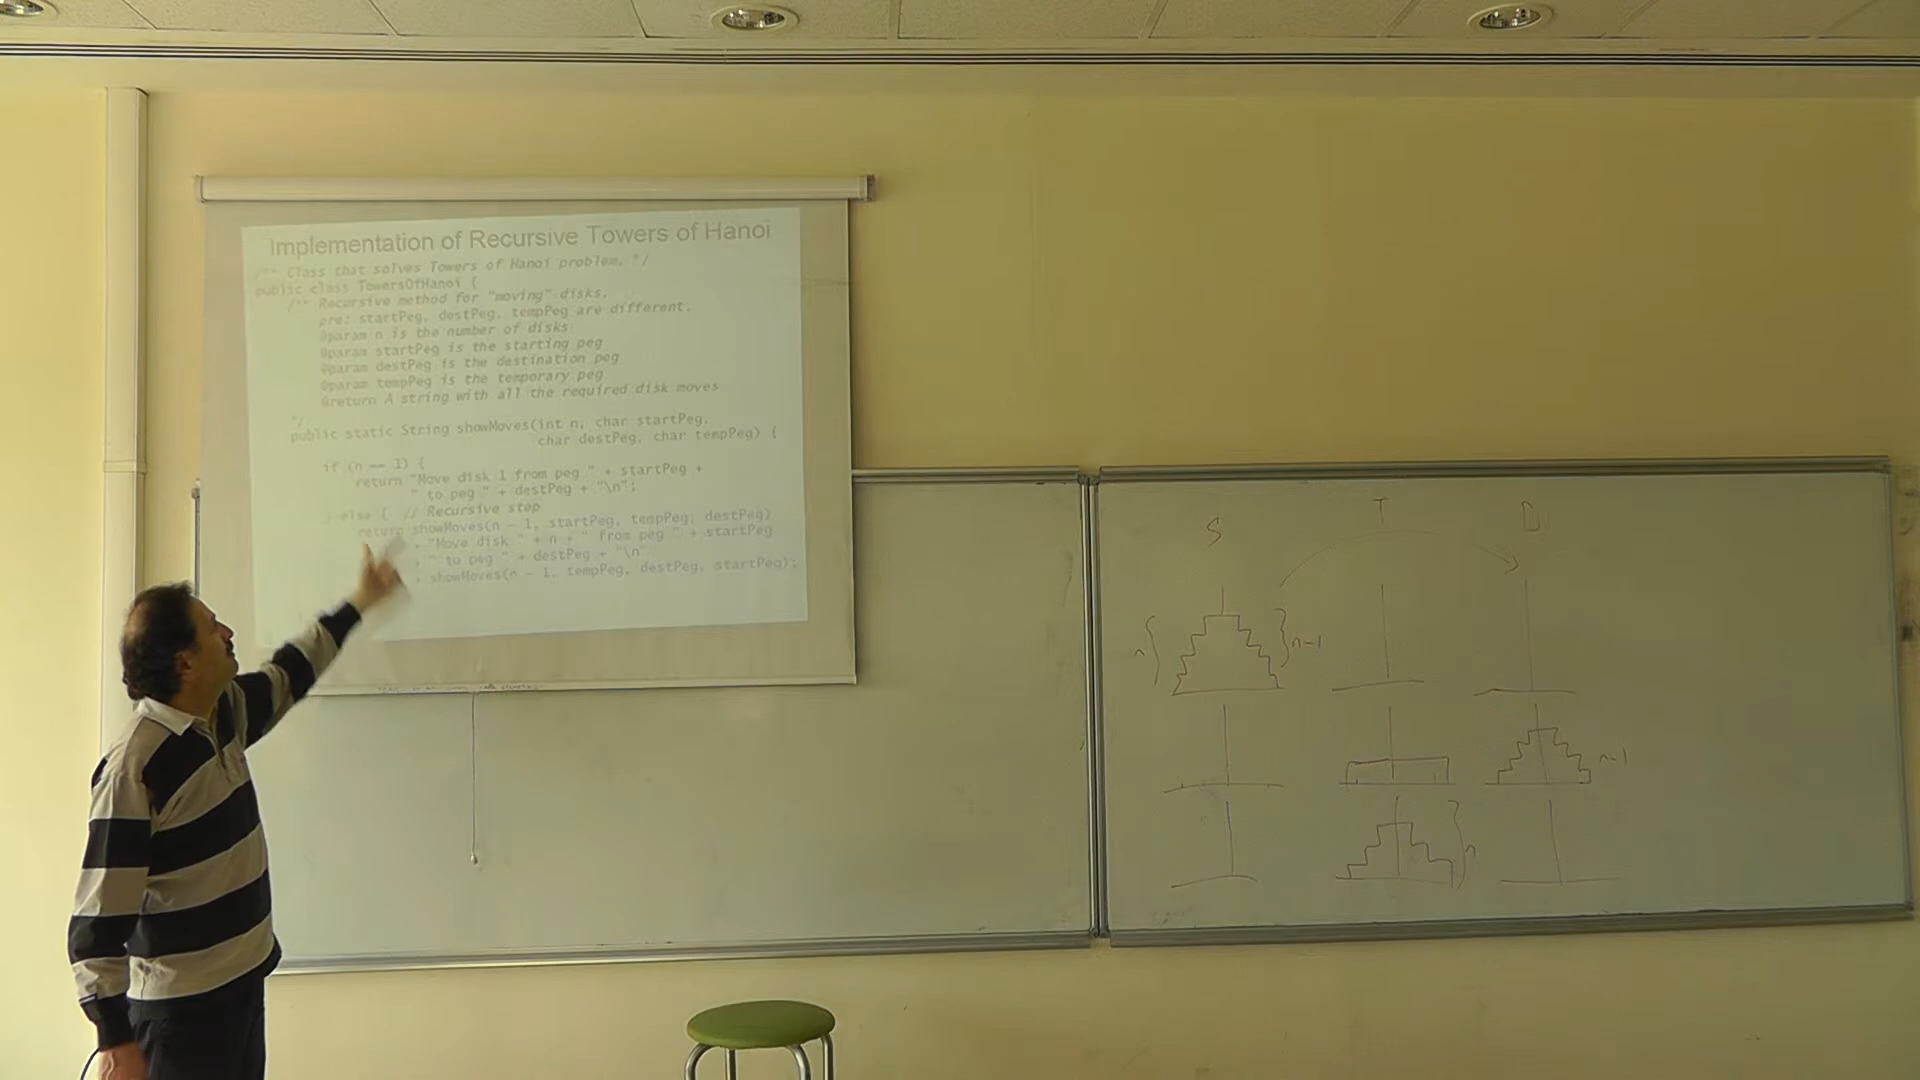 Implementation of Recursive Towers of Hanoi
/** Class that solves Towers of Hanoi problem. */
public class TowersOfHanoi {
/** Recursive method for "moving" disks.
pre: startPeg, destPeg, tempPeg are different.
@param n is the number of disks
@param startPeg is the starting peg
@param destPeg is the destination peg
@param tempPeg is the temporary peg
@return A string with all the required disk moves
*/
public static String showMoves(int n, char startPeg,
char destPeg, char tempPeg) {
if (n == 1) {
return "Move disk 1 from peg " + startPeg +
" to peg " + destPeg + "\n";
} else { // Recursive step
return showMoves(n - 1, startPeg, tempPeg, destPeg)
+ "Move disk " + n + " from peg " + startPeg
+ " to peg " + destPeg + "\n"
+ showMoves(n - 1, tempPeg, destPeg, startPeg);
S T D
n n-1
n-1
n